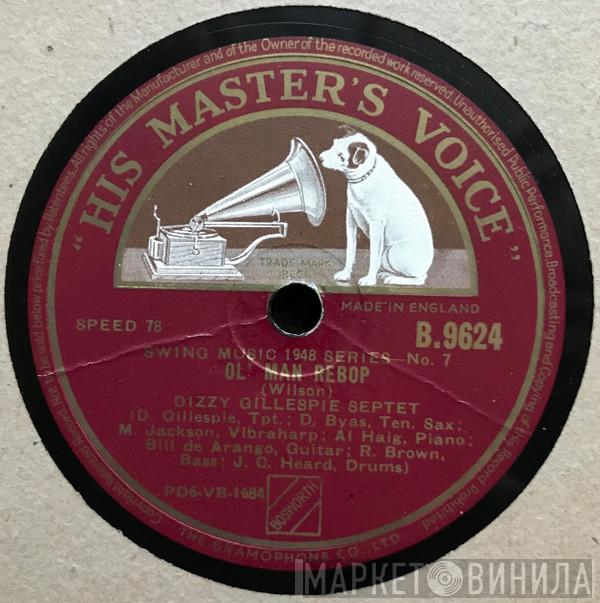 and of the Owner of the recorded work reserved. Unauthorised Public Performance, Broadcasting and Copying of this Record Prohibited
All rights of the Manufacturer
"HIS MASTER'S VOICE"
TRADE MARK
MADE IN ENGLAND
SPEED 78
B.9624
SWING MUSIC 1948 SERIES—No. 7
OL' MAN REBOP
(Wilson)
DIZZY GILLESPIE SEPTET
(D. Gillespie, Tpt.; D. Byas, Ten. Sax;
M. Jackson, Vibraharp; Al Haig, Piano;
Bill de Arango, Guitar; R. Brown,
Bass; J. C. Heard, Drums)
PD6-VB-1684
BOSWORTH
THE GRAMOPHONE CO., LTD.
МАРКЕТ ВИНИЛА